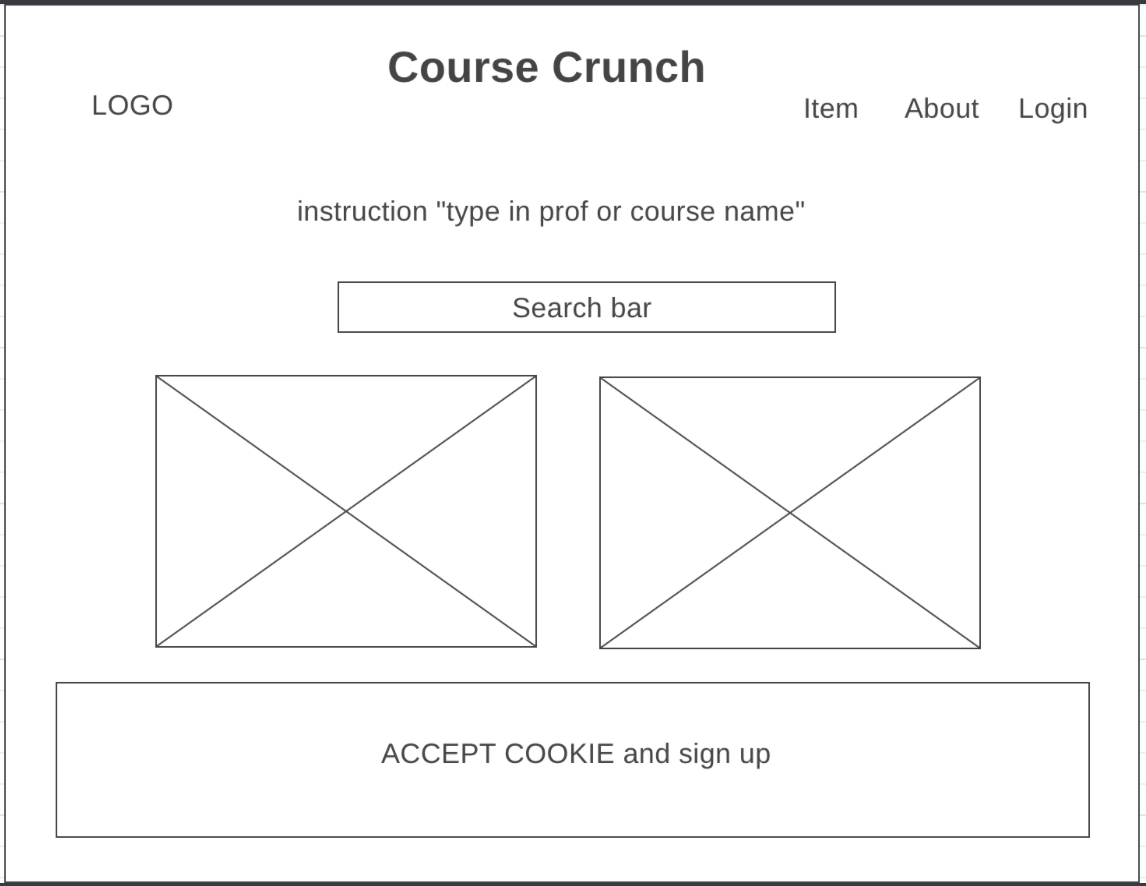 Course Crunch
LOGO
Item About Login
instruction "type in prof or course name"
Search bar
ACCEPT COOKIE and sign up